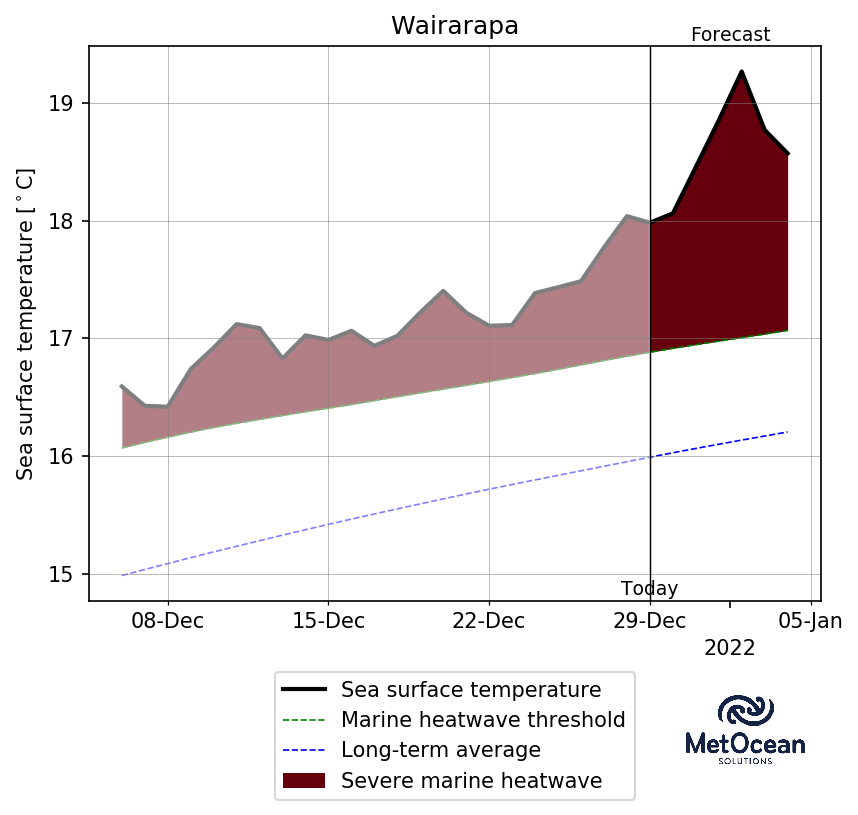 Wairarapa
Forecast
Sea surface temperature [°C]
19
18
17
16
15
Today
08-Dec
15-Dec
22-Dec
29-Dec
05-Jan
2022
Sea surface temperature
Marine heatwave threshold
Long-term average
Severe marine heatwave
MetOcean
SOLUTIONS